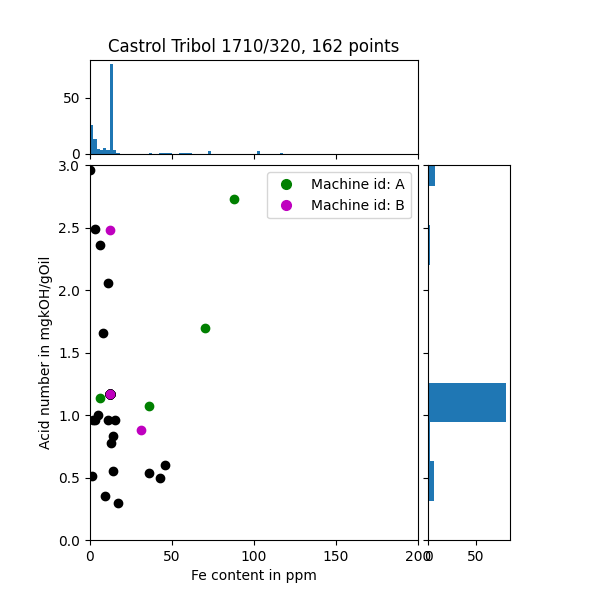 Castrol Tribol 1710/320, 162 points
50
0
3.0
2.5
2.0
1.5
1.0
0.5
0.0
Acid number in mgkOH/gOil
Machine id: A
Machine id: B
0 50 100 150 200
0 50
Fe content in ppm